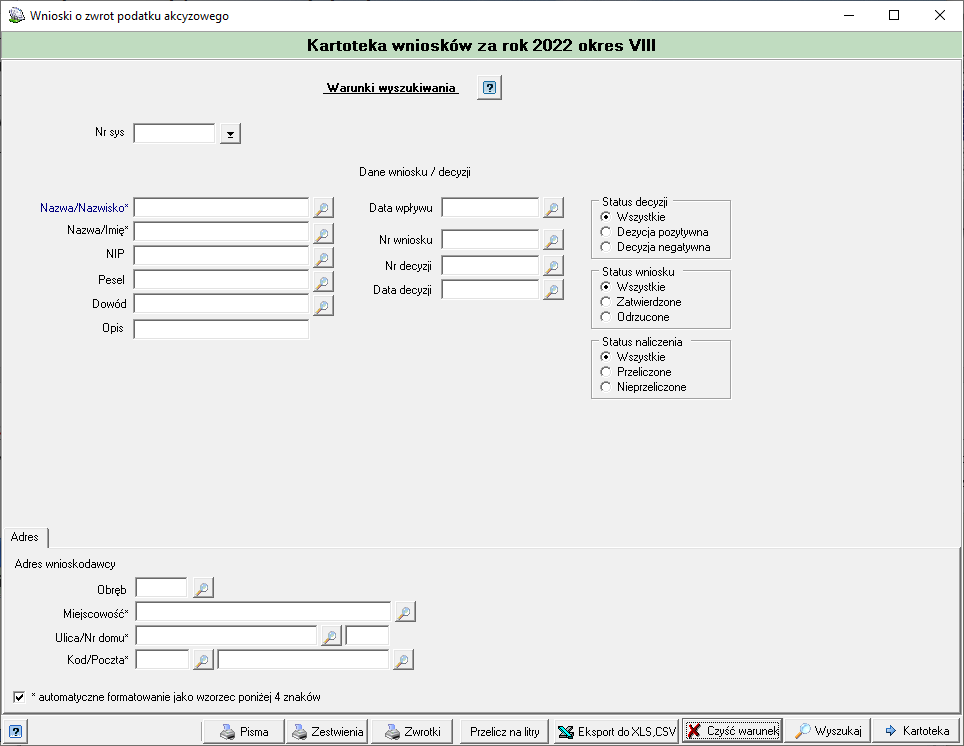 Wnioski o zwrot podatku akcyzowego
Kartoteka wniosków za rok 2022 okres VIII
Warunki wyszukiwania
Nr sys
Dane wniosku / decyzji
Nazwa/Nazwisko*
Nazwa/Imię*
NIP
Pesel
Dowód
Opis
Data wpływu
Nr wniosku
Nr decyzji
Data decyzji
Status decyzji
Wszystkie
Dezycja pozytywna
Decyzja negatywna
Status wniosku
Wszystkie
Zatwierdzone
Odrzucone
Status naliczenia
Wszystkie
Przeliczone
Nieprzeliczone
Adres
Adres wnioskodawcy
Obręb
Miejscowość*
Ulica/Nr domu*
Kod/Poczta*
* automatyczne formatowanie jako wzorzec poniżej 4 znaków
Pisma
Zestwienia
Zwrotki
Przelicz na litry
Eksport do XLS,CSV
Czyść warunek
Wyszukaj
Kartoteka